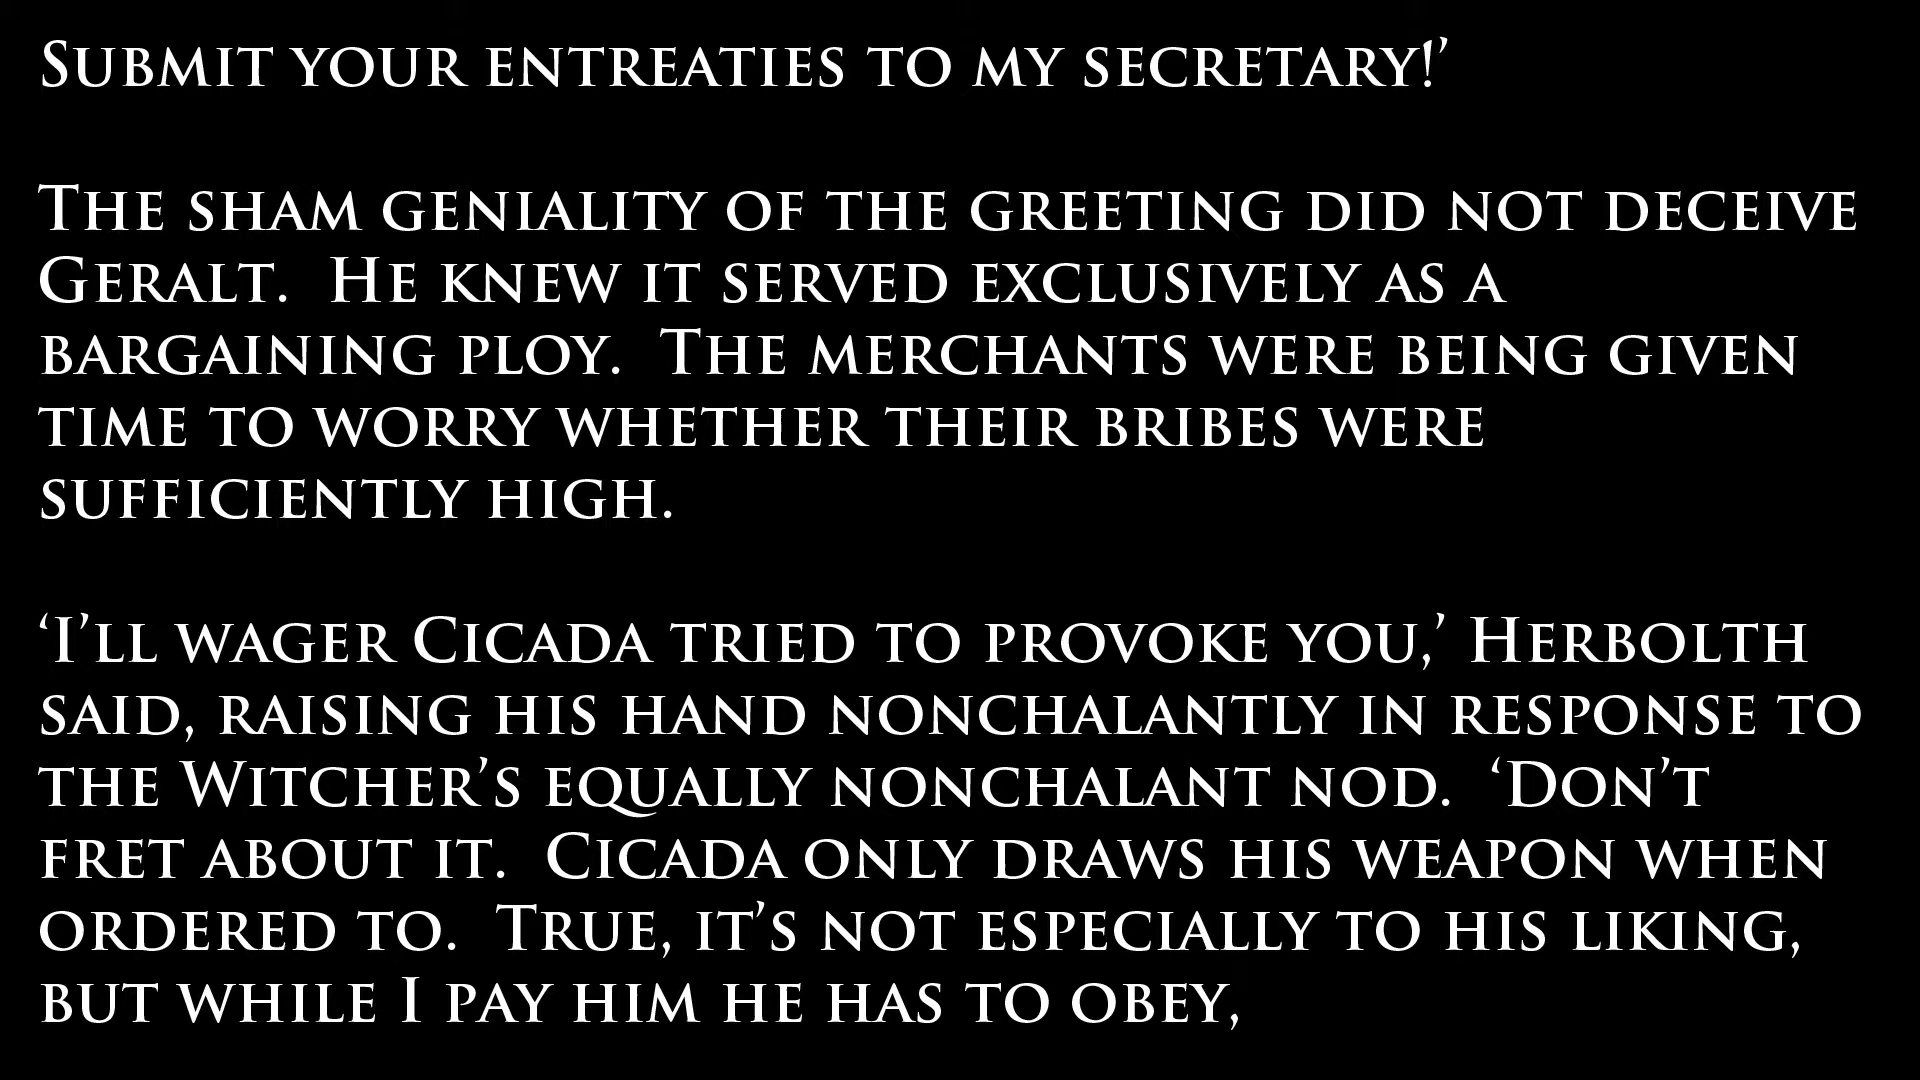 Submit your entreaties to my secretary!’
The sham geniality of the greeting did not deceive
Geralt.  He knew it served exclusively as a
bargaining ploy.  The merchants were being given
time to worry whether their bribes were
sufficiently high.
‘I’ll wager Cicada tried to provoke you,’ Herbolth
said, raising his hand nonchalantly in response to
the Witcher’s equally nonchalant nod.  ‘Don’t
fret about it.  Cicada only draws his weapon when
ordered to.  True, it’s not especially to his liking,
but while I pay him he has to obey,